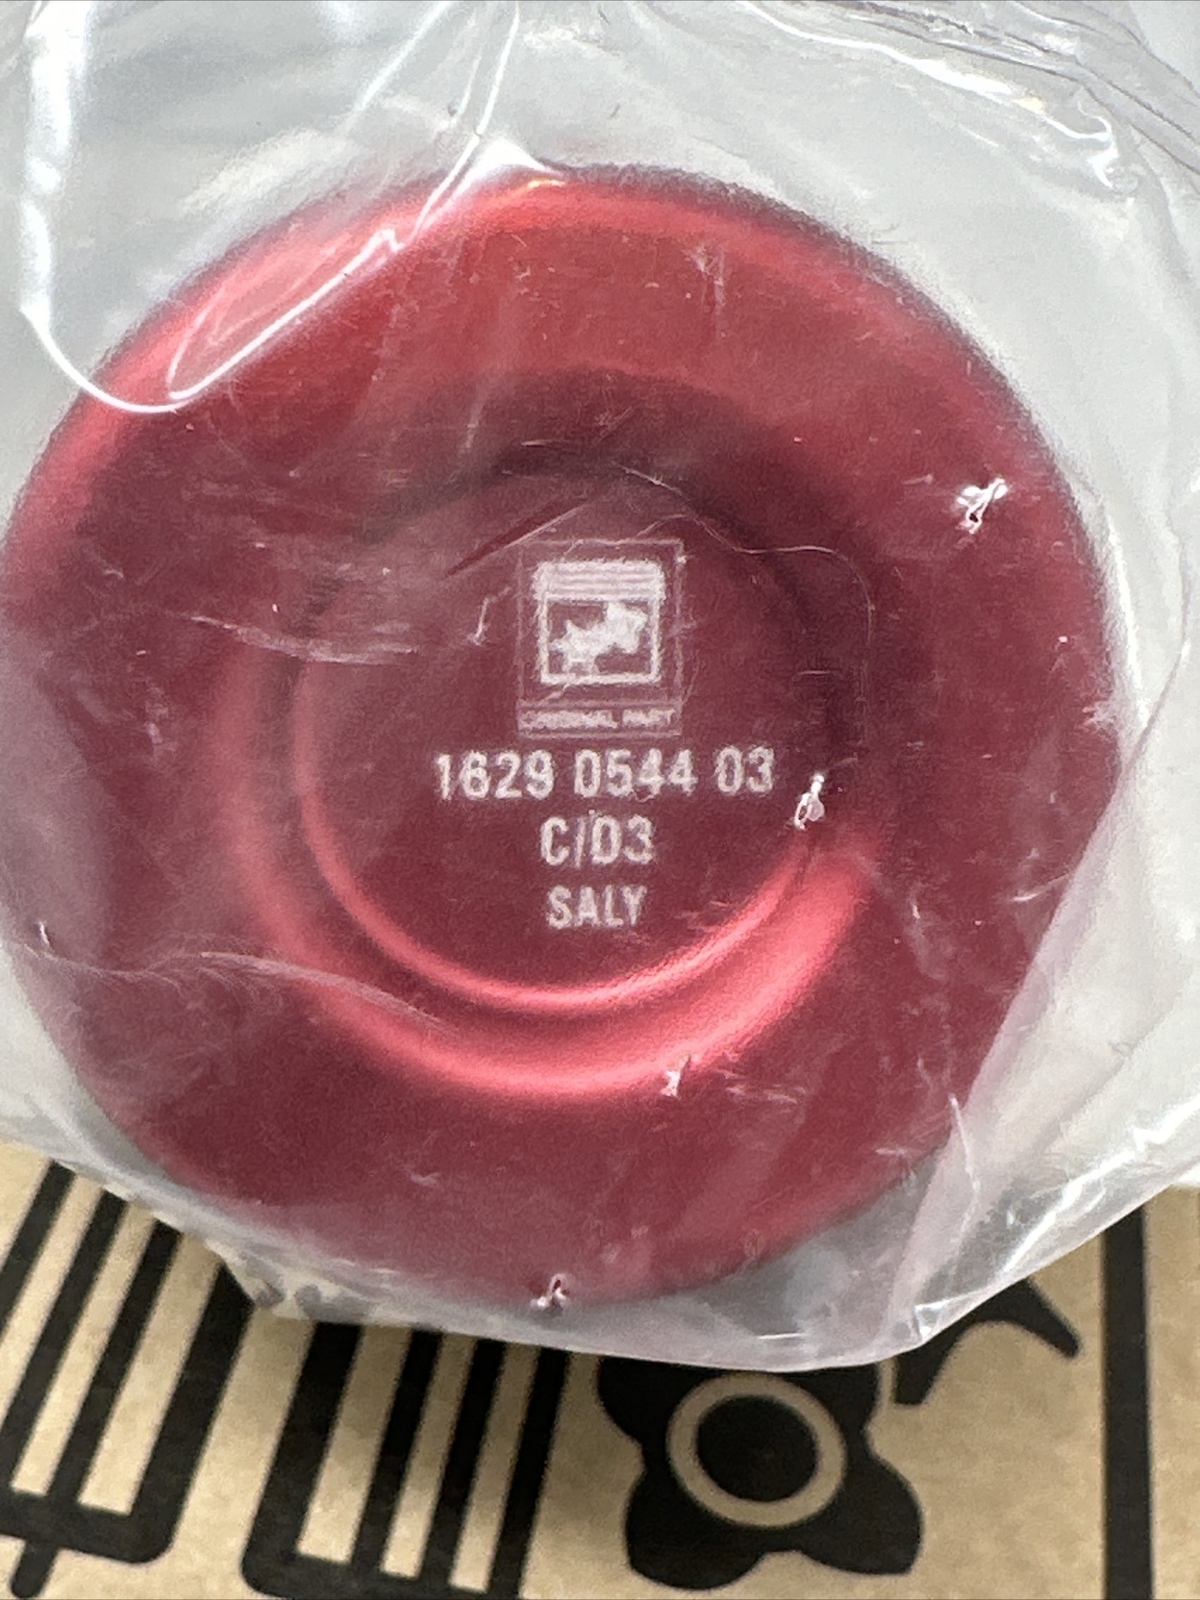 ORIGINAL PART
1629 0544 03
C/D3
SALY